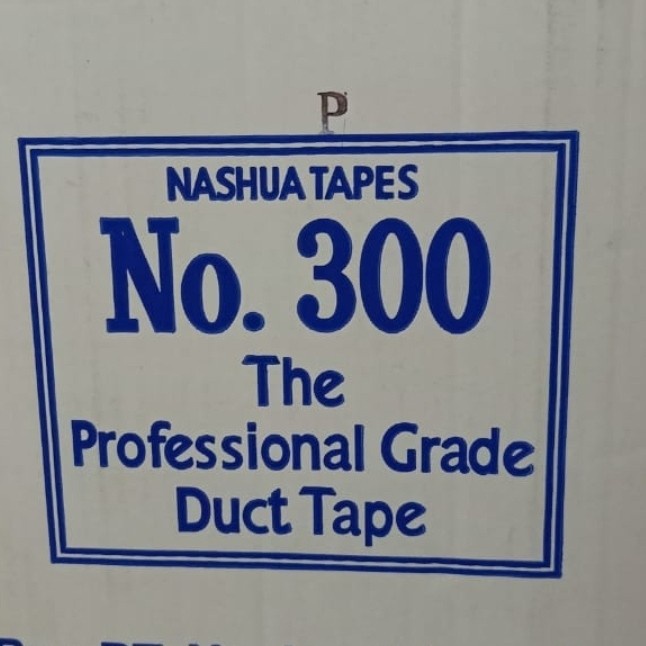 P
NASHUA TAPES
No. 300
The
Professional Grade
Duct Tape